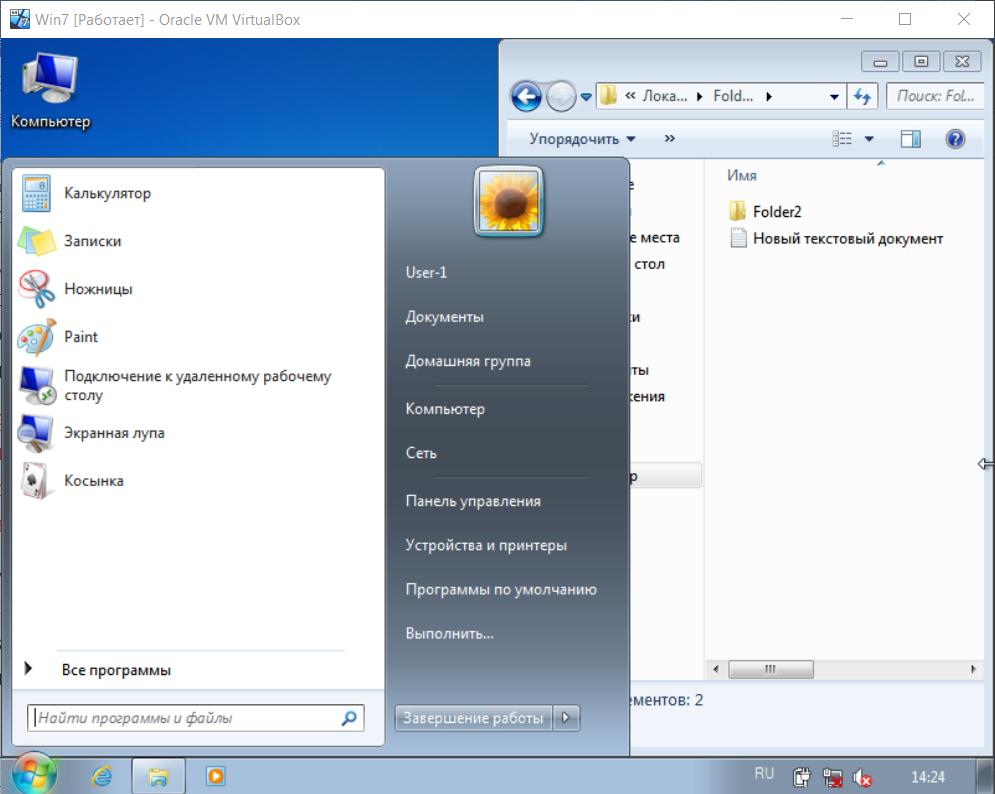 Win7 [Работает] - Oracle VM VirtualBox
Компьютер
« Лока... Fold...
Поиск: Fol...
Упорядочить »
Имя
Folder2
Новый текстовый документ
е
е места
стол
ки
ты
жения
р
ементов: 2
Калькулятор
Записки
Ножницы
Paint
Подключение к удаленному рабочему
столу
Экранная лупа
Косынка
Все программы
Найти программы и файлы
User-1
Документы
Домашняя группа
Компьютер
Сеть
Панель управления
Устройства и принтеры
Программы по умолчанию
Выполнить...
Завершение работы
RU
14:24